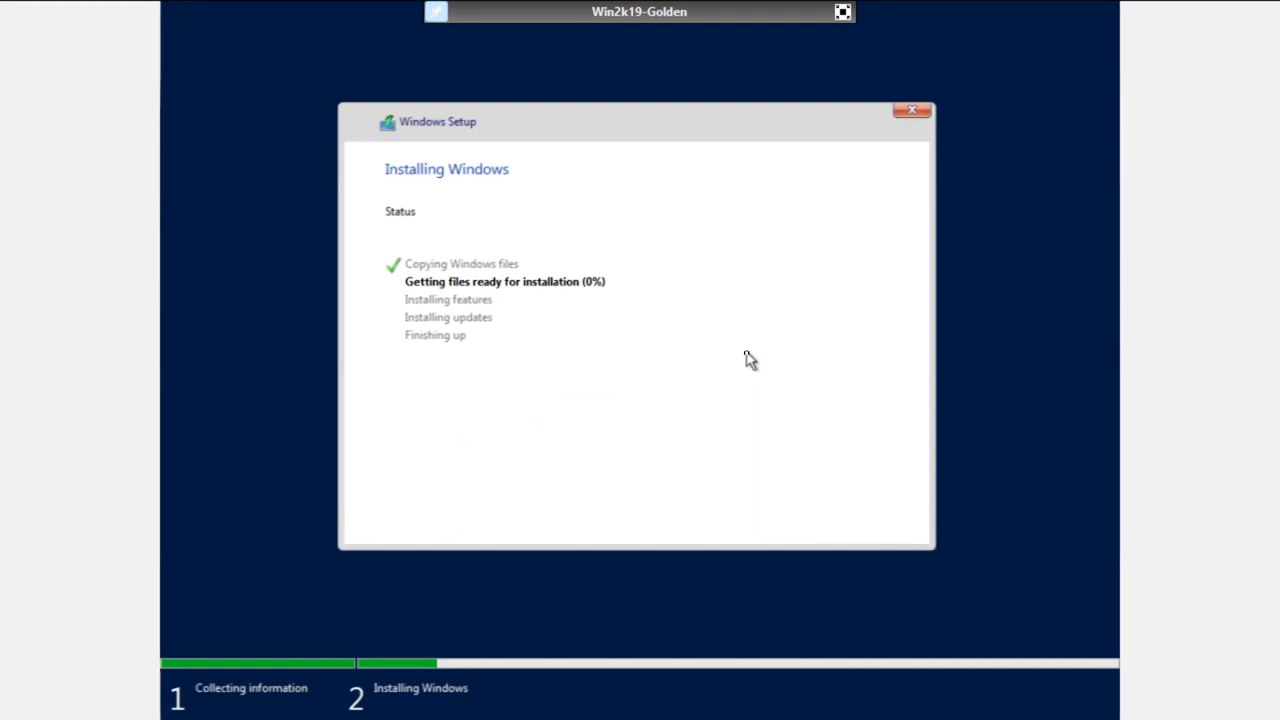 Win2k19-Golden
Windows Setup
Installing Windows
Status
Copying Windows files
Getting files ready for installation (0%)
Installing features
Installing updates
Finishing up
1 Collecting information
2 Installing Windows